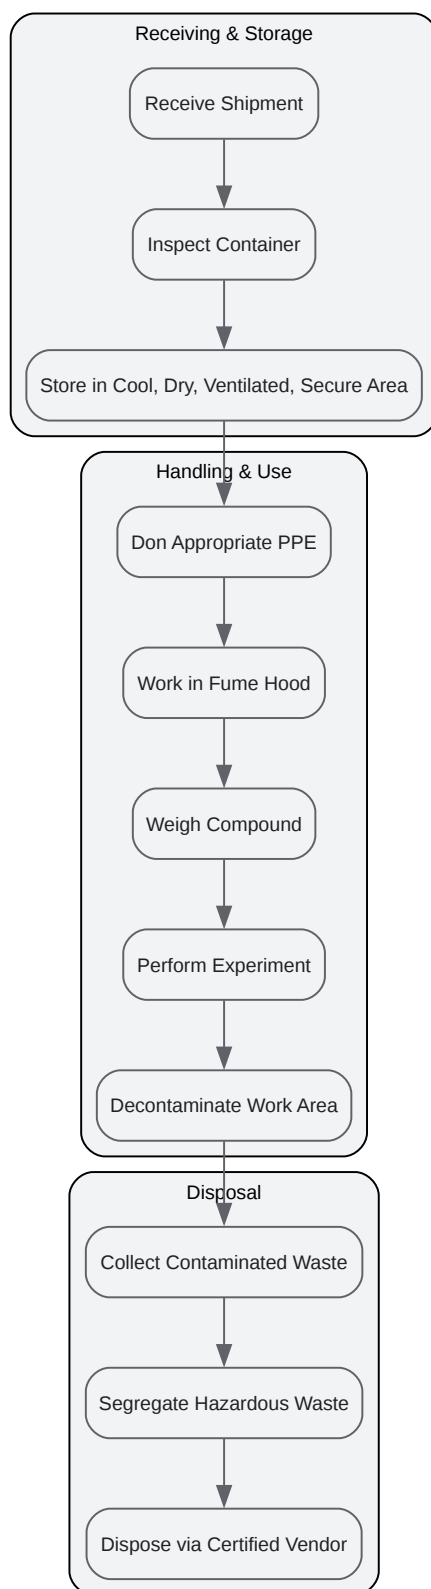 Receiving & Storage
Receive Shipment
Inspect Container
Store in Cool, Dry, Ventilated, Secure Area
Handling & Use
Don Appropriate PPE
Work in Fume Hood
Weigh Compound
Perform Experiment
Decontaminate Work Area
Disposal
Collect Contaminated Waste
Segregate Hazardous Waste
Dispose via Certified Vendor